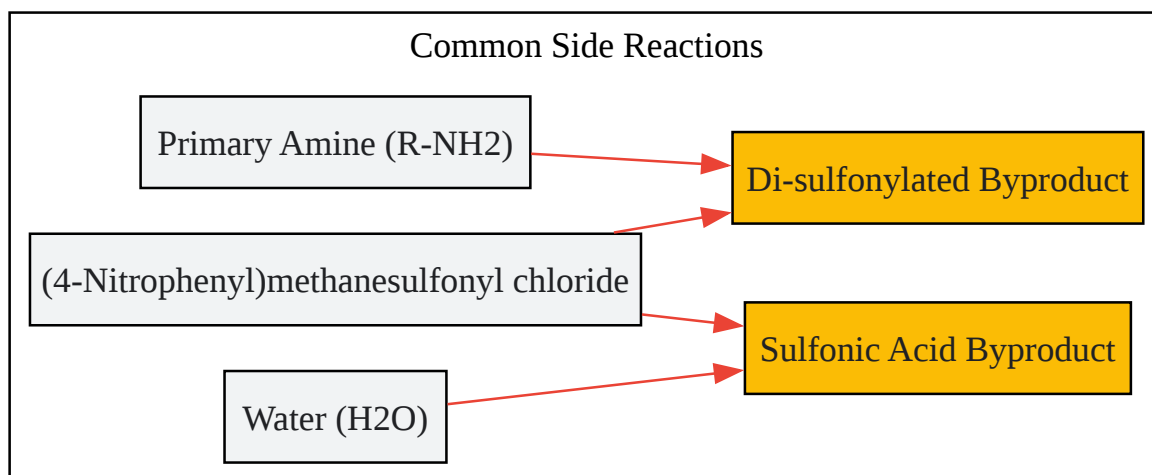 Common Side Reactions
Primary Amine (R-NH2)
Di-sulfonylated Byproduct
(4-Nitrophenyl)methanesulfonyl chloride
Sulfonic Acid Byproduct
Water (H2O)